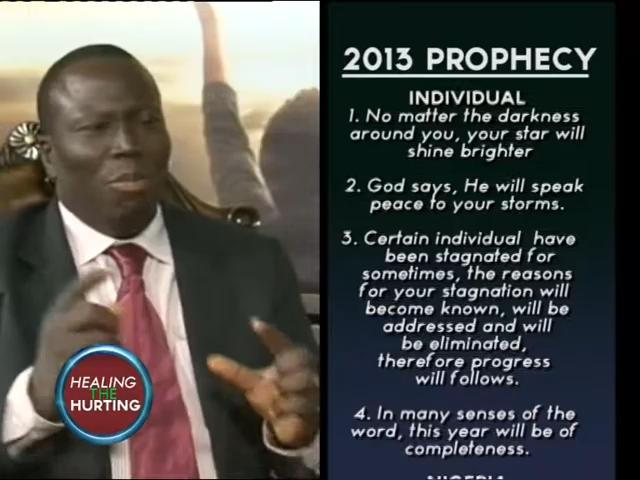 2013 PROPHECY
INDIVIDUAL
1. No matter the darkness
around you, your star will
shine brighter
2. God says, He will speak
peace to your storms.
3. Certain individual have
been stagnated for
sometimes, the reasons
for your stagnation will
become known, will be
addressed and will
be eliminated,
therefore progress
will follows.
4. In many senses of the
word, this year will be of
completeness.
NIGERIA
HEALING
THE
HURTING